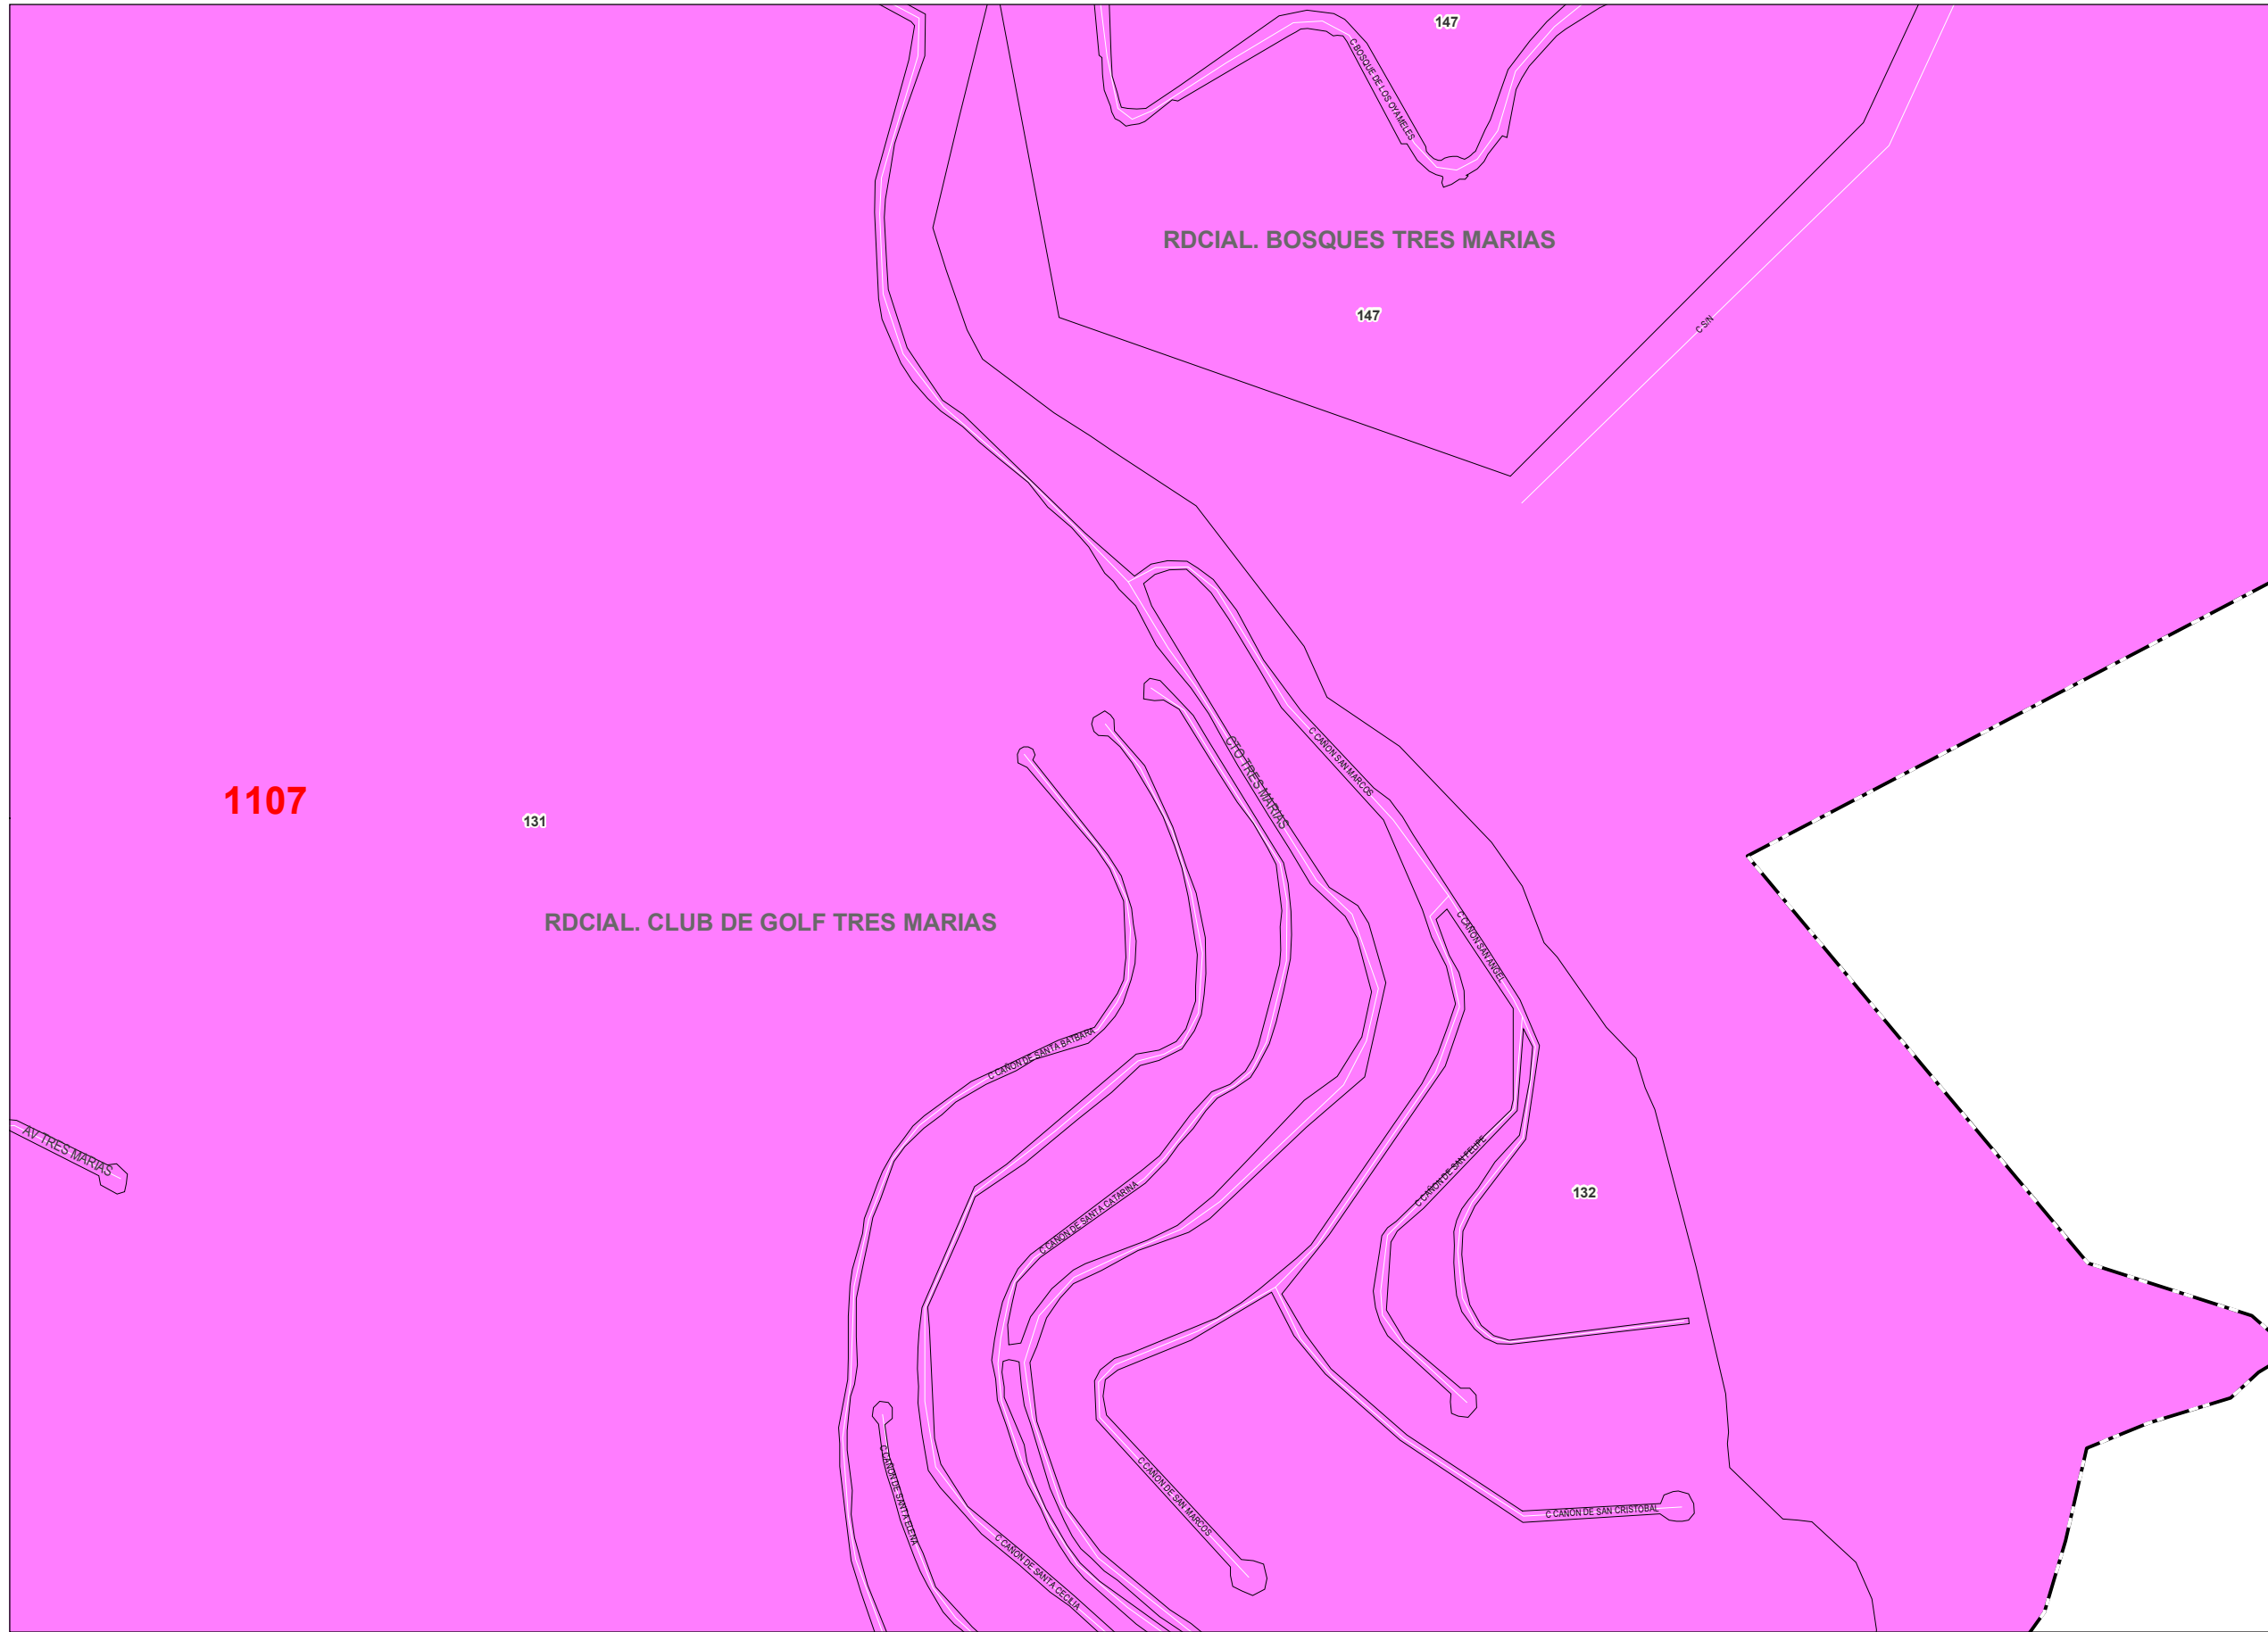 147
C BOSQUE DE LOS OYAMELES
RDCIAL. BOSQUES TRES MARIAS
147
C S/N
CTO TRES MARIAS
C CAÑON SAN MARCOS
1107
131
RDCIAL. CLUB DE GOLF TRES MARIAS
C CAÑON SAN ANGEL
C CAÑON DE SANTA BATBARA
AV TRES MARIAS
C CAÑON DE SAN FELIPE
C CAÑON DE SANTA CATARINA
132
C CAÑON DE SANTA ELENA
C CAÑON DE SAN MARCOS
C CAÑON DE SAN CRISTOBAL
C CAÑON DE SANTA CECILIA